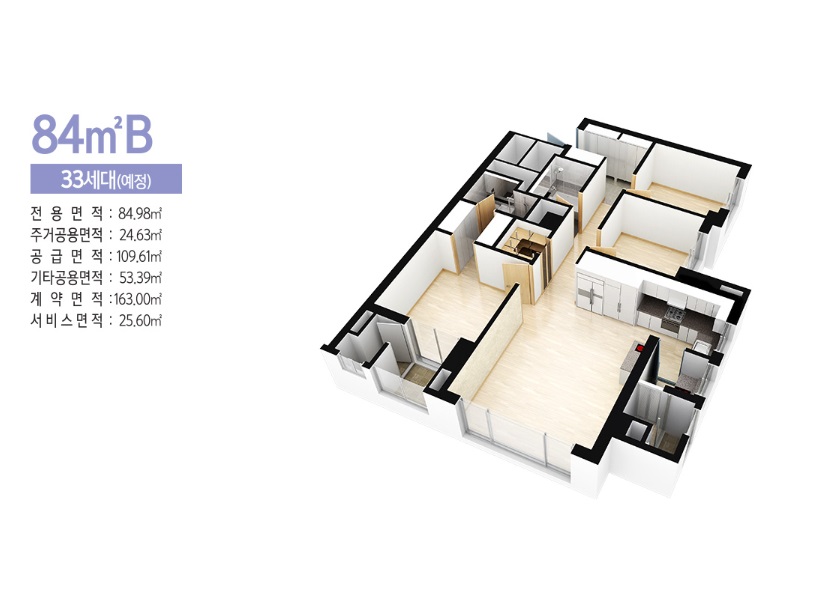 84㎡B
33세대(예정)
전 용 면 적 : 84.98㎡
주거공용면적 : 24.63㎡
공 급 면 적 : 109.61㎡
기타공용면적 : 53.39㎡
계 약 면 적 : 163.00㎡
서비스면적 : 25.60㎡